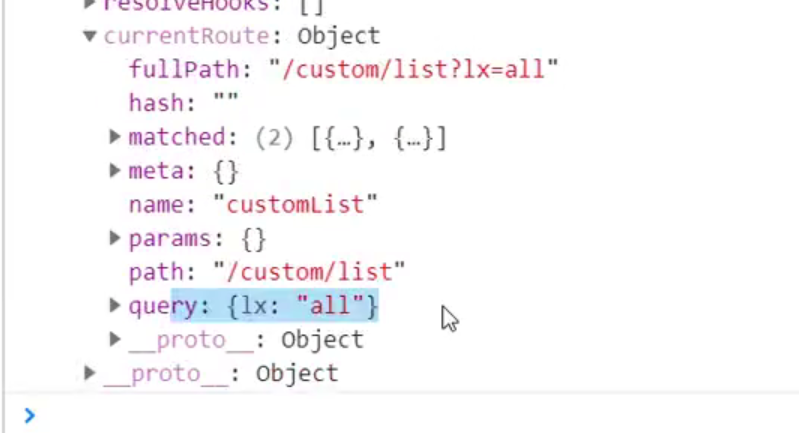 resolveHooks: []
▼ currentRoute: Object
fullPath: "/custom/list?lx=all"
hash: ""
▶ matched: (2) [{…}, {…}]
▶ meta: {}
name: "customList"
▶ params: {}
path: "/custom/list"
▶ query: {lx: "all"}
▶ __proto__: Object
▶ __proto__: Object
>